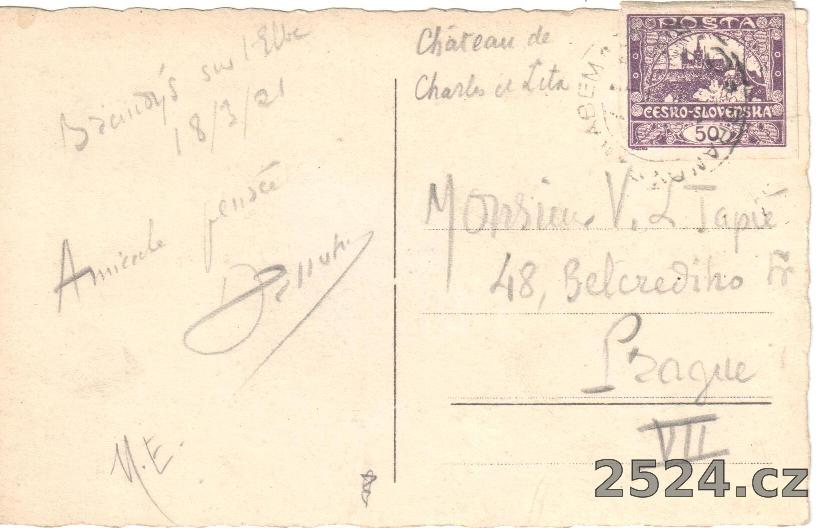 Brandýs sur l'Elbe
18/3/21
Amicale pensée
M.E.
Château de
Charles et Zita
POSTA
ČESKO-SLOVENSKÁ
50
Monsieur V. L Tapié
48, Belcrediho tř
Prague
VII
2524.cz